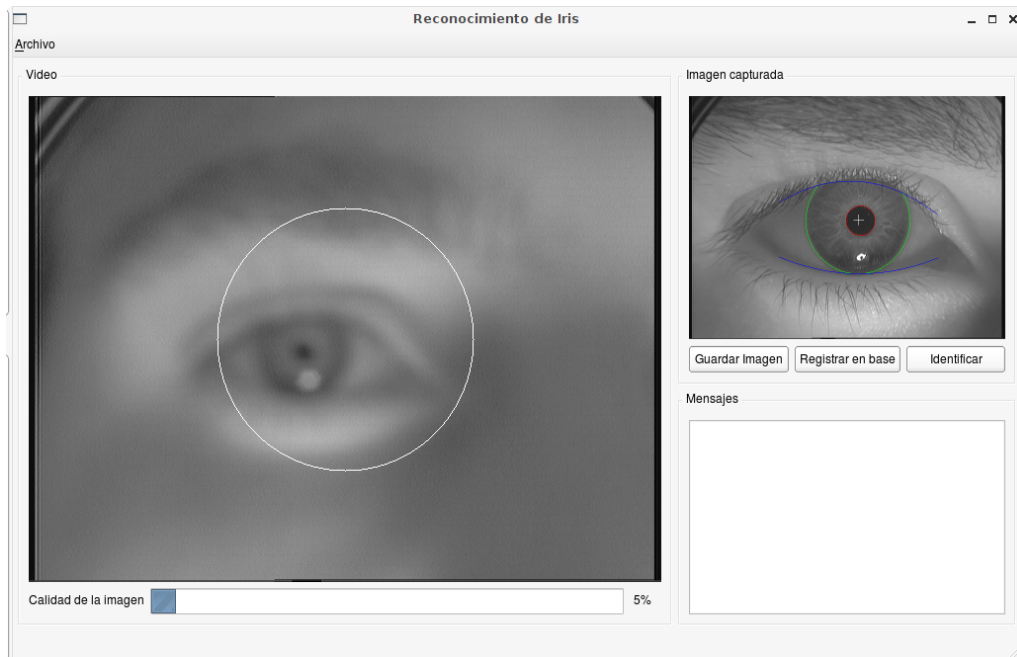 Reconocimiento de Iris
Archivo
Video
Imagen capturada
Guardar Imagen
Registrar en base
Identificar
Mensajes
Calidad de la imagen
5%